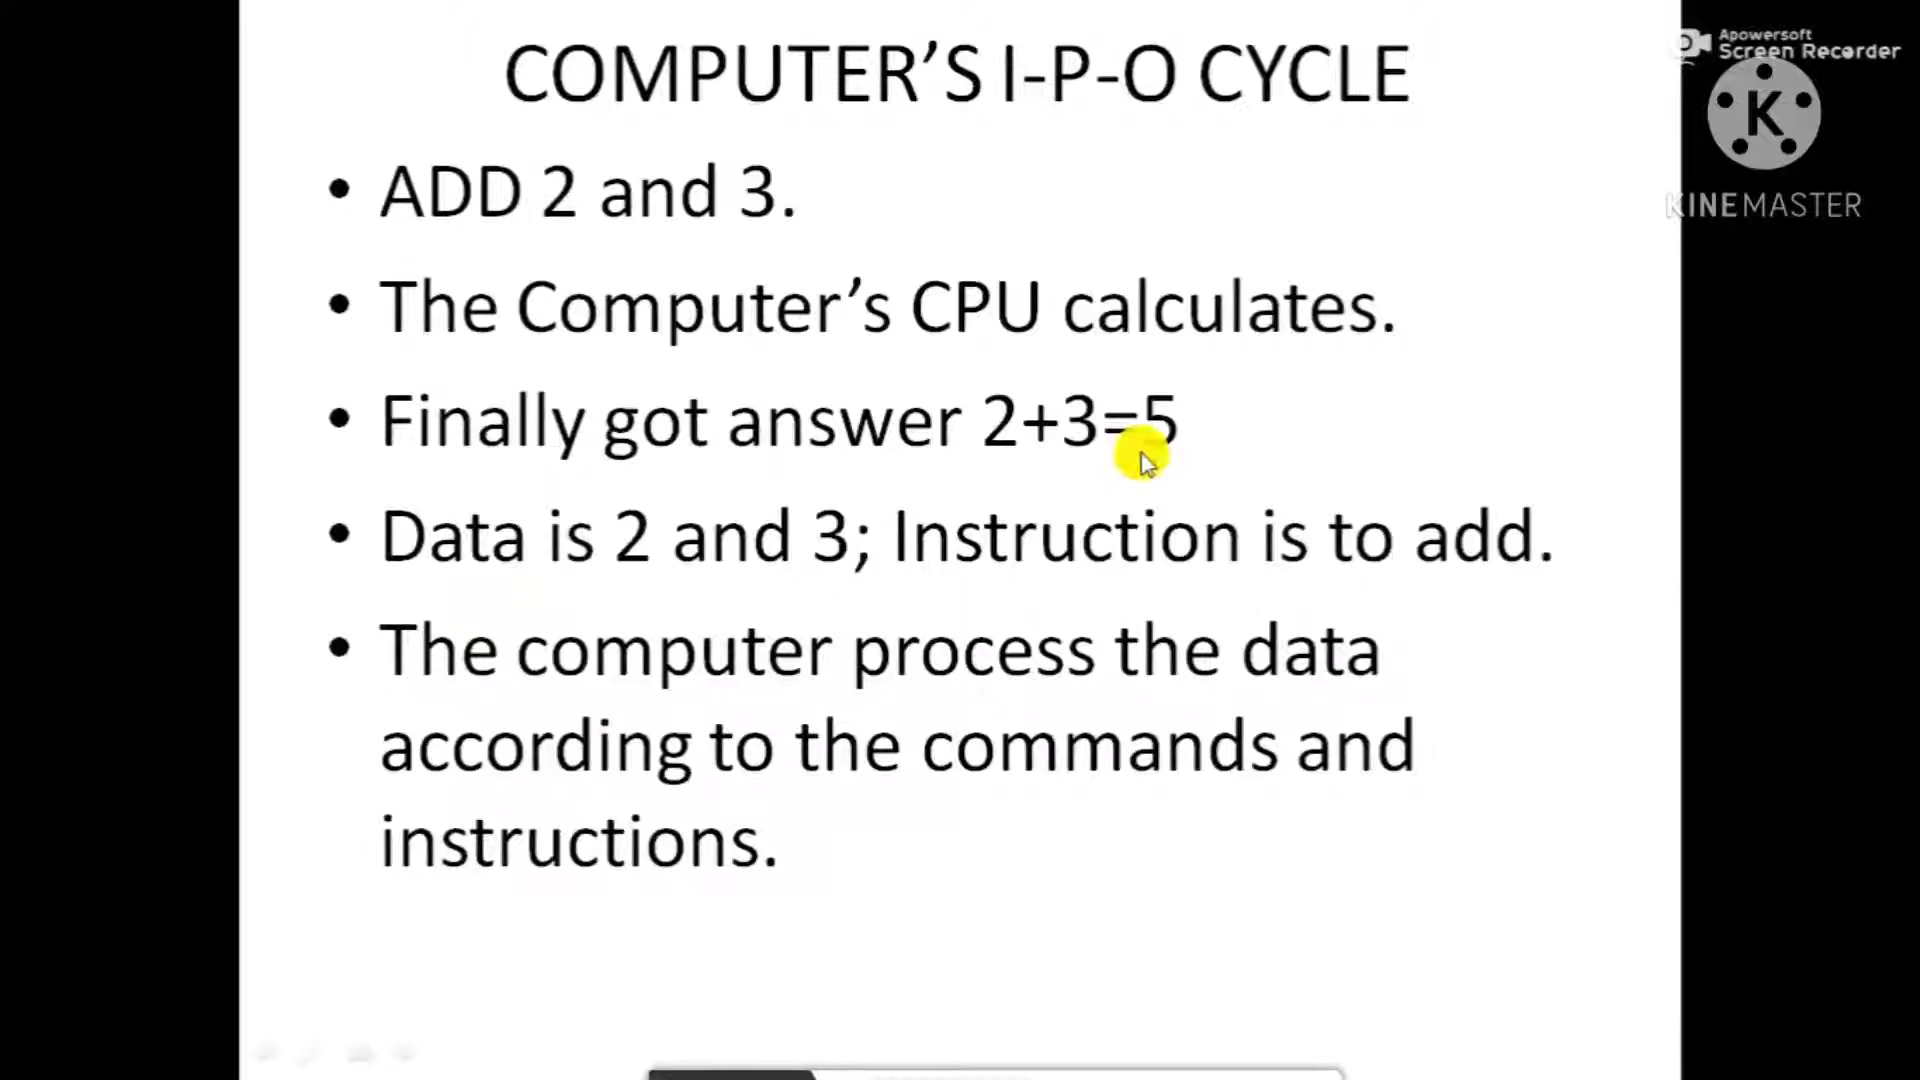 COMPUTER’S I-P-O CYCLE
Apowersoft
Screen Recorder
K
KINEMASTER
• ADD 2 and 3.
• The Computer’s CPU calculates.
• Finally got answer 2+3=5
• Data is 2 and 3; Instruction is to add.
• The computer process the data
according to the commands and
instructions.